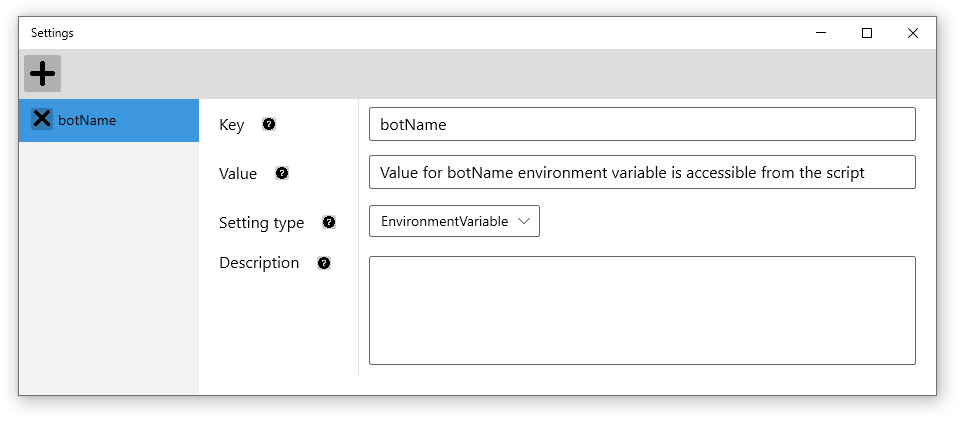 Settings
botName
Key
botName
Value
Value for botName environment variable is accessible from the script
Setting type
EnvironmentVariable
Description